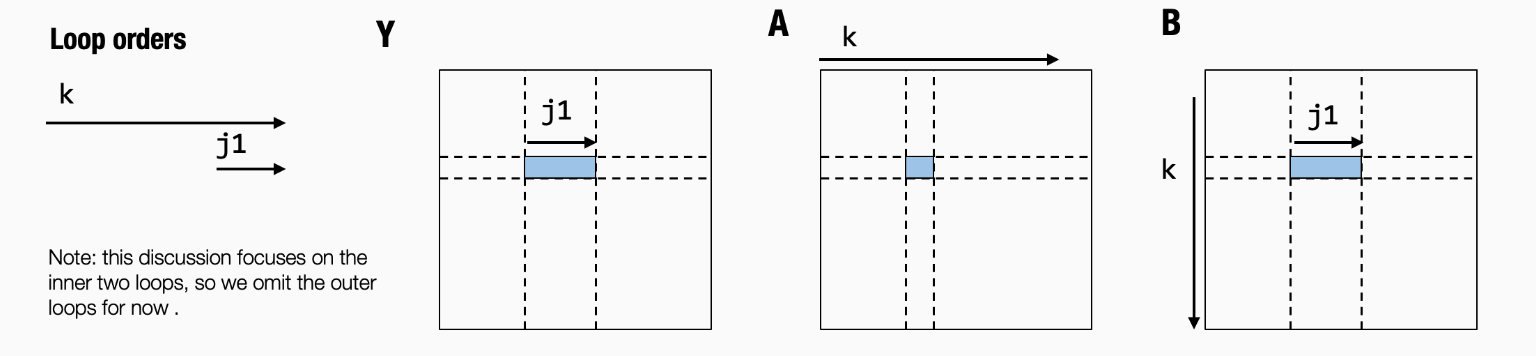 Loop orders
k
j1
Note: this discussion focuses on the
inner two loops, so we omit the outer
loops for now .
Y
j1
A
k
B
j1
k